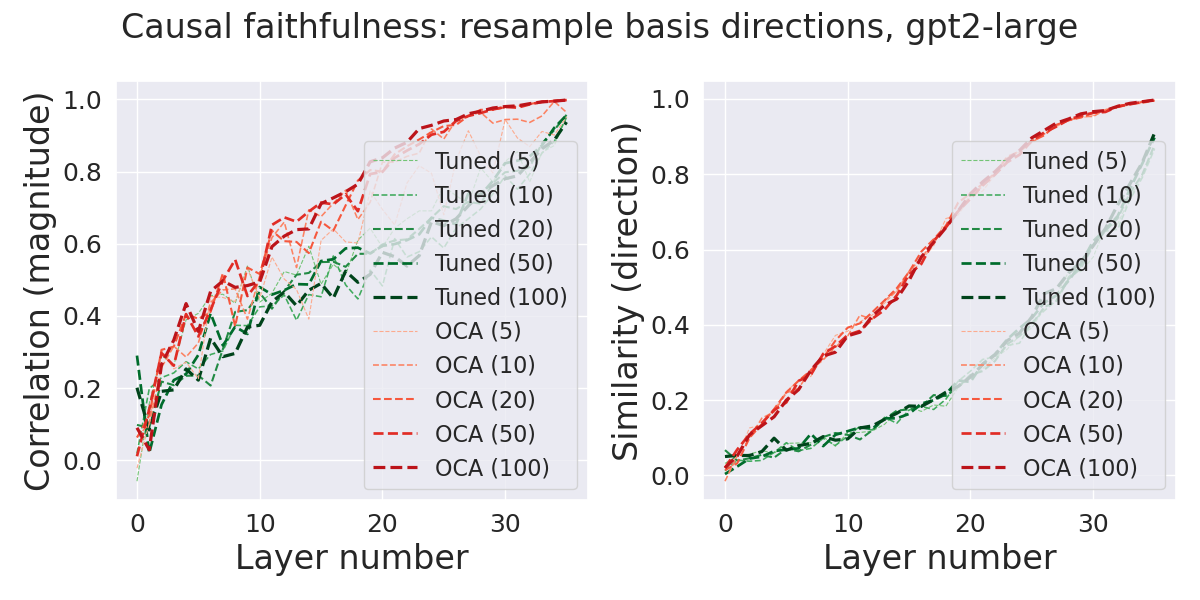 Causal faithfulness: resample basis directions, gpt2-large
Correlation (magnitude)
1.0
0.8
0.6
0.4
0.2
0.0
Tuned (5)
Tuned (10)
Tuned (20)
Tuned (50)
Tuned (100)
OCA (5)
OCA (10)
OCA (20)
OCA (50)
OCA (100)
0
10
20
30
Layer number
Similarity (direction)
1.0
0.8
0.6
0.4
0.2
0.0
Tuned (5)
Tuned (10)
Tuned (20)
Tuned (50)
Tuned (100)
OCA (5)
OCA (10)
OCA (20)
OCA (50)
OCA (100)
0
10
20
30
Layer number